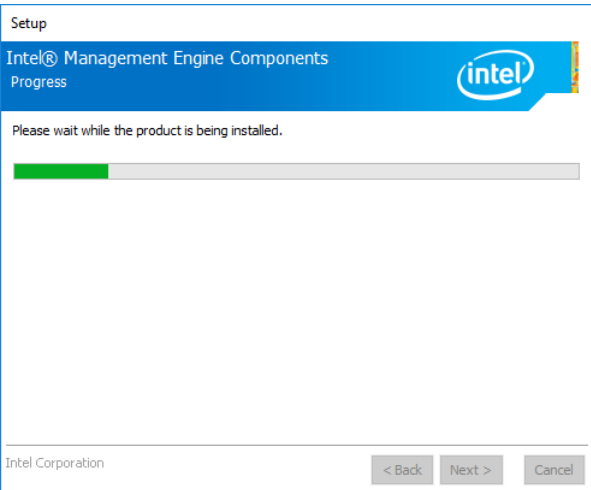 Setup
Intel® Management Engine Components
Progress
intel
Please wait while the product is being installed.
Intel Corporation
< Back
Next >
Cancel